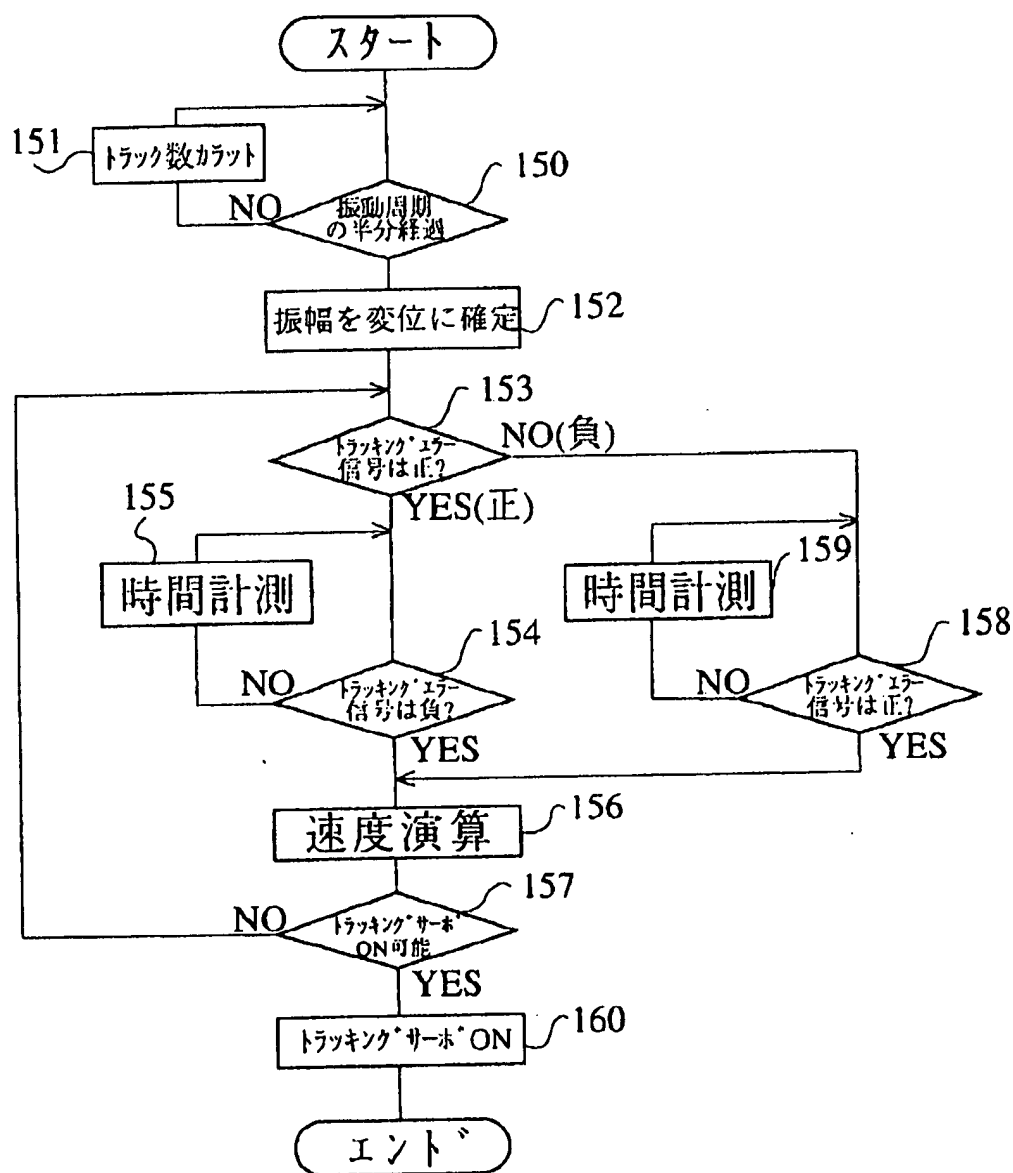 スタート
151
トラック数カラット
150
NO
振動周期
の半分経過
振幅を変位に確定
152
153
トラッキングエラー
信号は正?
NO(負)
YES(正)
155
時間計測
159
時間計測
154
NO
トラッキングエラー
信号は負?
YES
158
NO
トラッキングエラー
信号は正?
YES
速度演算
156
157
NO
トラッキングサーボ
ON可能
YES
トラッキングサーボON
160
エンド